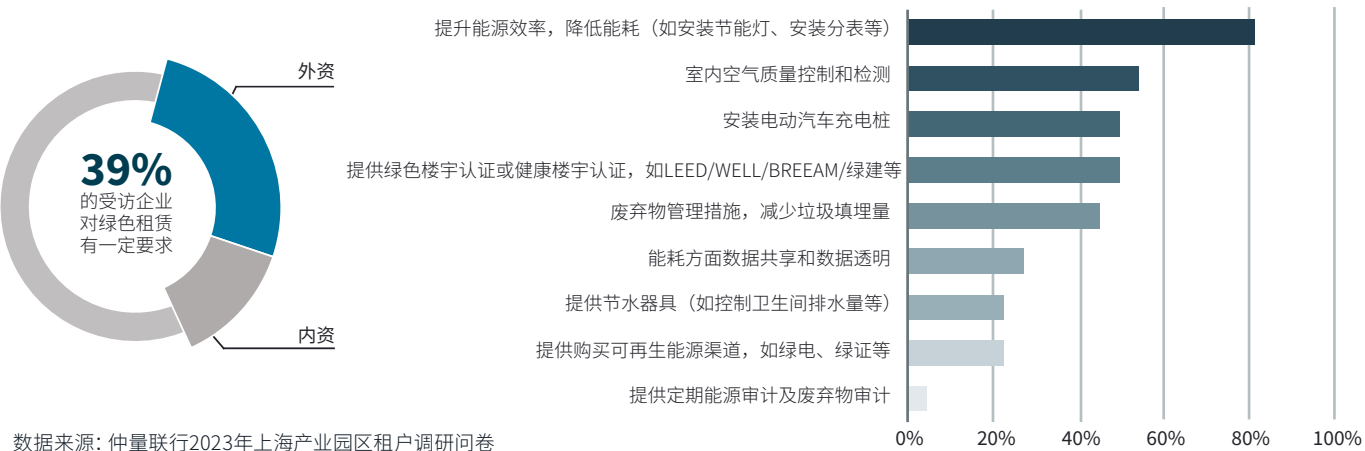 外资
39%
的受访企业
对绿色租赁
有一定要求
内资
提升能源效率，降低能耗（如安装节能灯、安装分表等）
室内空气质量控制和检测
安装电动汽车充电桩
提供绿色楼宇认证或健康楼宇认证，如LEED/WELL/BREEAM/绿建等
废弃物管理措施，减少垃圾填埋量
能耗方面数据共享和数据透明
提供节水器具（如控制卫生间排水量等）
提供购买可再生能源渠道，如绿电、绿证等
提供定期能源审计及废弃物审计
0% 20% 40% 60% 80% 100%
数据来源：仲量联行2023年上海产业园区租户调研问卷